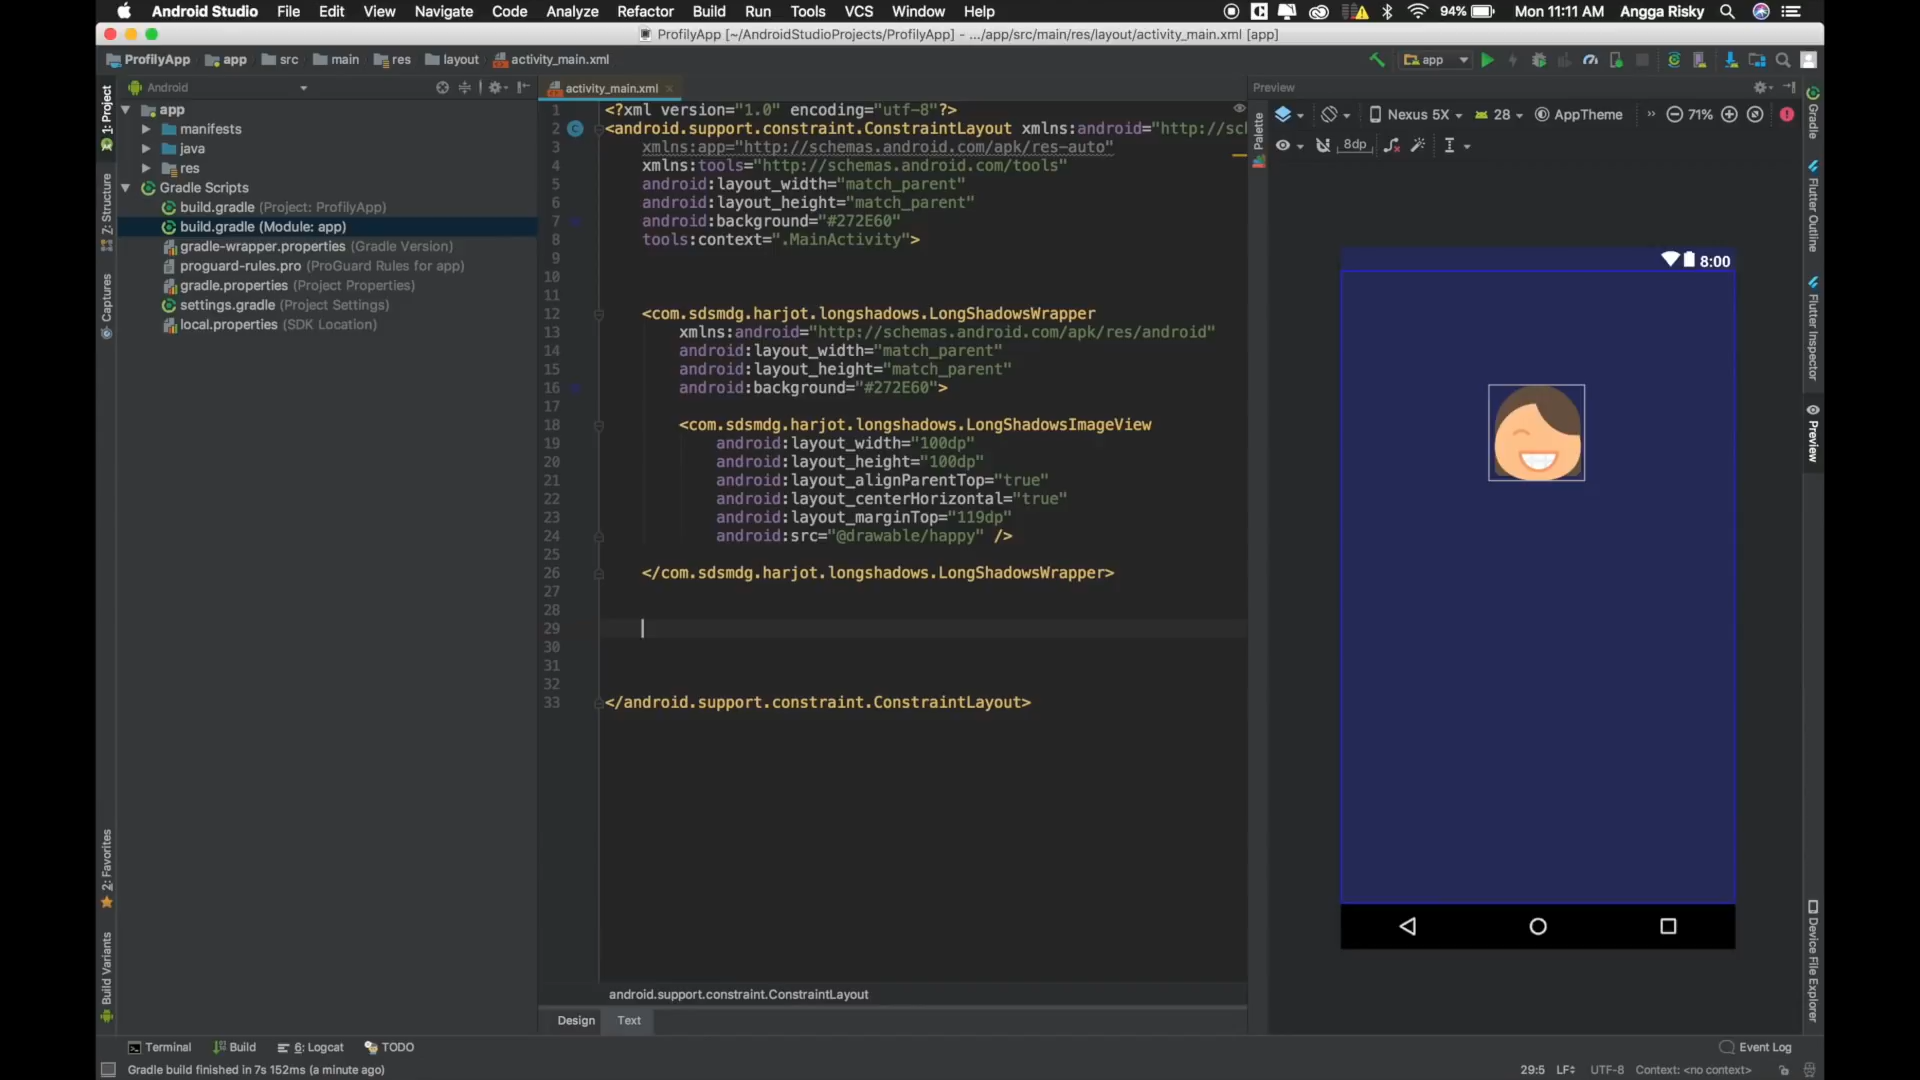 Android Studio File Edit View Navigate Code Analyze Refactor Build Run Tools VCS Window Help 94% Mon 11:11 AM Angga Risky
ProfilyApp [~/AndroidStudioProjects/ProfilyApp] - .../app/src/main/res/layout/activity_main.xml [app]
ProfilyApp app src main res layout activity_main.xml app
Android activity_main.xml Preview
1: Project
Z: Structure
Captures
2: Favorites
Build Variants
app
manifests
java
res
Gradle Scripts
build.gradle (Project: ProfilyApp)
build.gradle (Module: app)
gradle-wrapper.properties (Gradle Version)
proguard-rules.pro (ProGuard Rules for app)
gradle.properties (Project Properties)
settings.gradle (Project Settings)
local.properties (SDK Location)
1 <?xml version="1.0" encoding="utf-8"?>
2 <android.support.constraint.ConstraintLayout xmlns:android="http://sc
3 xmlns:app="http://schemas.android.com/apk/res-auto"
4 xmlns:tools="http://schemas.android.com/tools"
5 android:layout_width="match_parent"
6 android:layout_height="match_parent"
7 android:background="#272E60"
8 tools:context=".MainActivity">
9
10
11
12 <com.sdsmdg.harjot.longshadows.LongShadowsWrapper
13 xmlns:android="http://schemas.android.com/apk/res/android"
14 android:layout_width="match_parent"
15 android:layout_height="match_parent"
16 android:background="#272E60">
17
18 <com.sdsmdg.harjot.longshadows.LongShadowsImageView
19 android:layout_width="100dp"
20 android:layout_height="100dp"
21 android:layout_alignParentTop="true"
22 android:layout_centerHorizontal="true"
23 android:layout_marginTop="119dp"
24 android:src="@drawable/happy" />
25
26 </com.sdsmdg.harjot.longshadows.LongShadowsWrapper>
27
28
29
30
31
32
33 </android.support.constraint.ConstraintLayout>
android.support.constraint.ConstraintLayout
Design Text
Palette
Nexus 5X 28 AppTheme » 71%
8dp
8:00
Gradle
Flutter Outline
Flutter Inspector
Preview
Device File Explorer
Terminal Build 6: Logcat TODO Event Log
Gradle build finished in 7s 152ms (a minute ago) 29:5 LF UTF-8 Context: <no context>